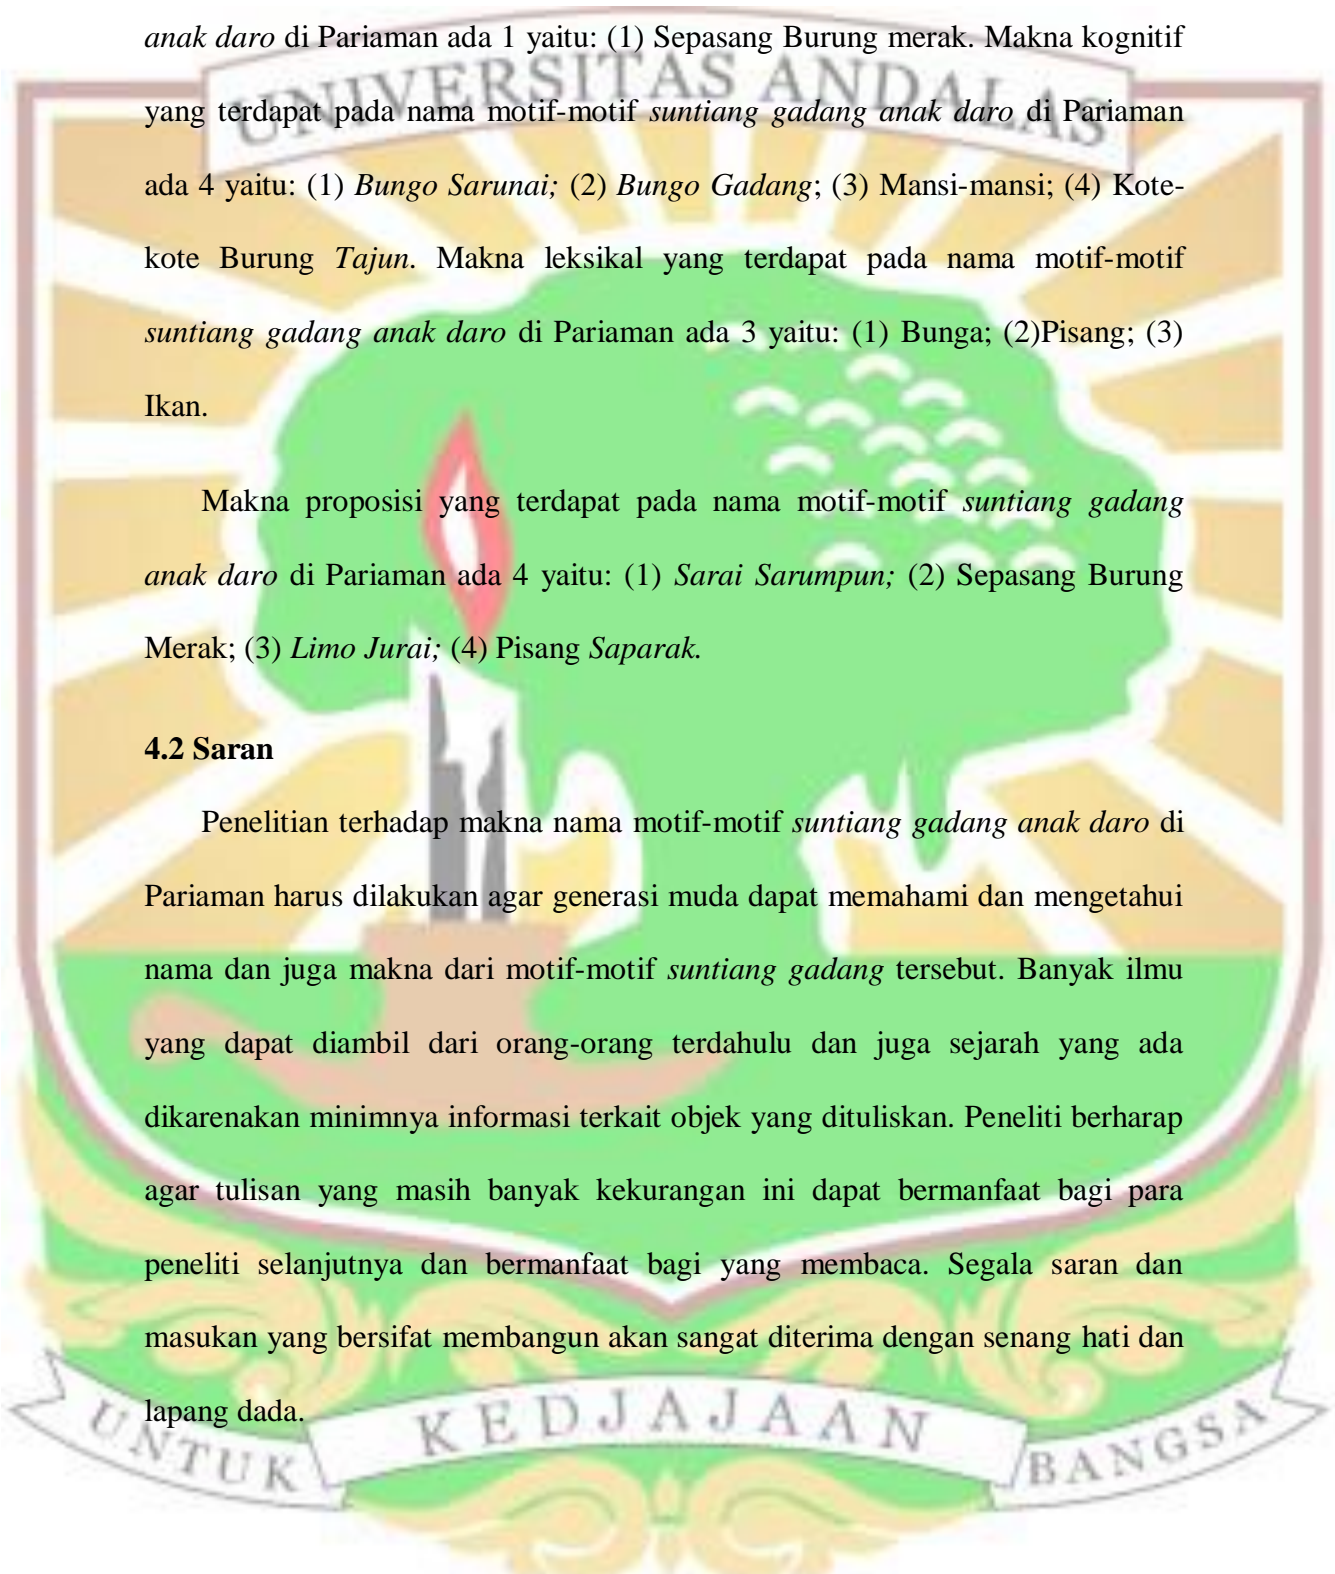 anak daro di Pariaman ada 1 yaitu: (1) Sepasang Burung merak. Makna kognitif
UNIVERSITAS ANDALAS
yang terdapat pada nama motif-motif suntiang gadang anak daro di Pariaman
ada 4 yaitu: (1) Bungo Sarunai; (2) Bungo Gadang; (3) Mansi-mansi; (4) Kote-
kote Burung Tajun. Makna leksikal yang terdapat pada nama motif-motif
suntiang gadang anak daro di Pariaman ada 3 yaitu: (1) Bunga; (2)Pisang; (3)
Ikan.
Makna proposisi yang terdapat pada nama motif-motif suntiang gadang
anak daro di Pariaman ada 4 yaitu: (1) Sarai Sarumpun; (2) Sepasang Burung
Merak; (3) Limo Jurai; (4) Pisang Saparak.
4.2 Saran
Penelitian terhadap makna nama motif-motif suntiang gadang anak daro di
Pariaman harus dilakukan agar generasi muda dapat memahami dan mengetahui
nama dan juga makna dari motif-motif suntiang gadang tersebut. Banyak ilmu
yang dapat diambil dari orang-orang terdahulu dan juga sejarah yang ada
dikarenakan minimnya informasi terkait objek yang dituliskan. Peneliti berharap
agar tulisan yang masih banyak kekurangan ini dapat bermanfaat bagi para
peneliti selanjutnya dan bermanfaat bagi yang membaca. Segala saran dan
masukan yang bersifat membangun akan sangat diterima dengan senang hati dan
lapang dada.
UNTUK KEDJAJAAN BANGSA